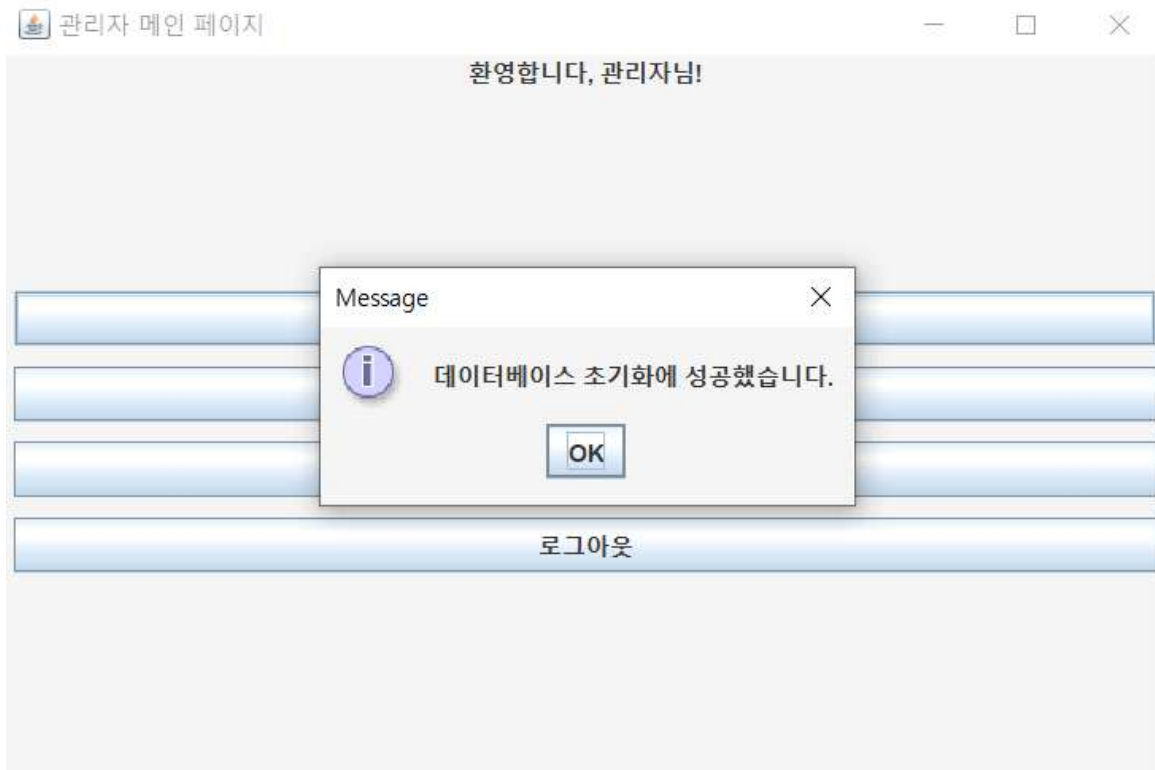 관리자 메인 페이지
환영합니다, 관리자님!
Message
데이터베이스 초기화에 성공했습니다.
OK
로그아웃